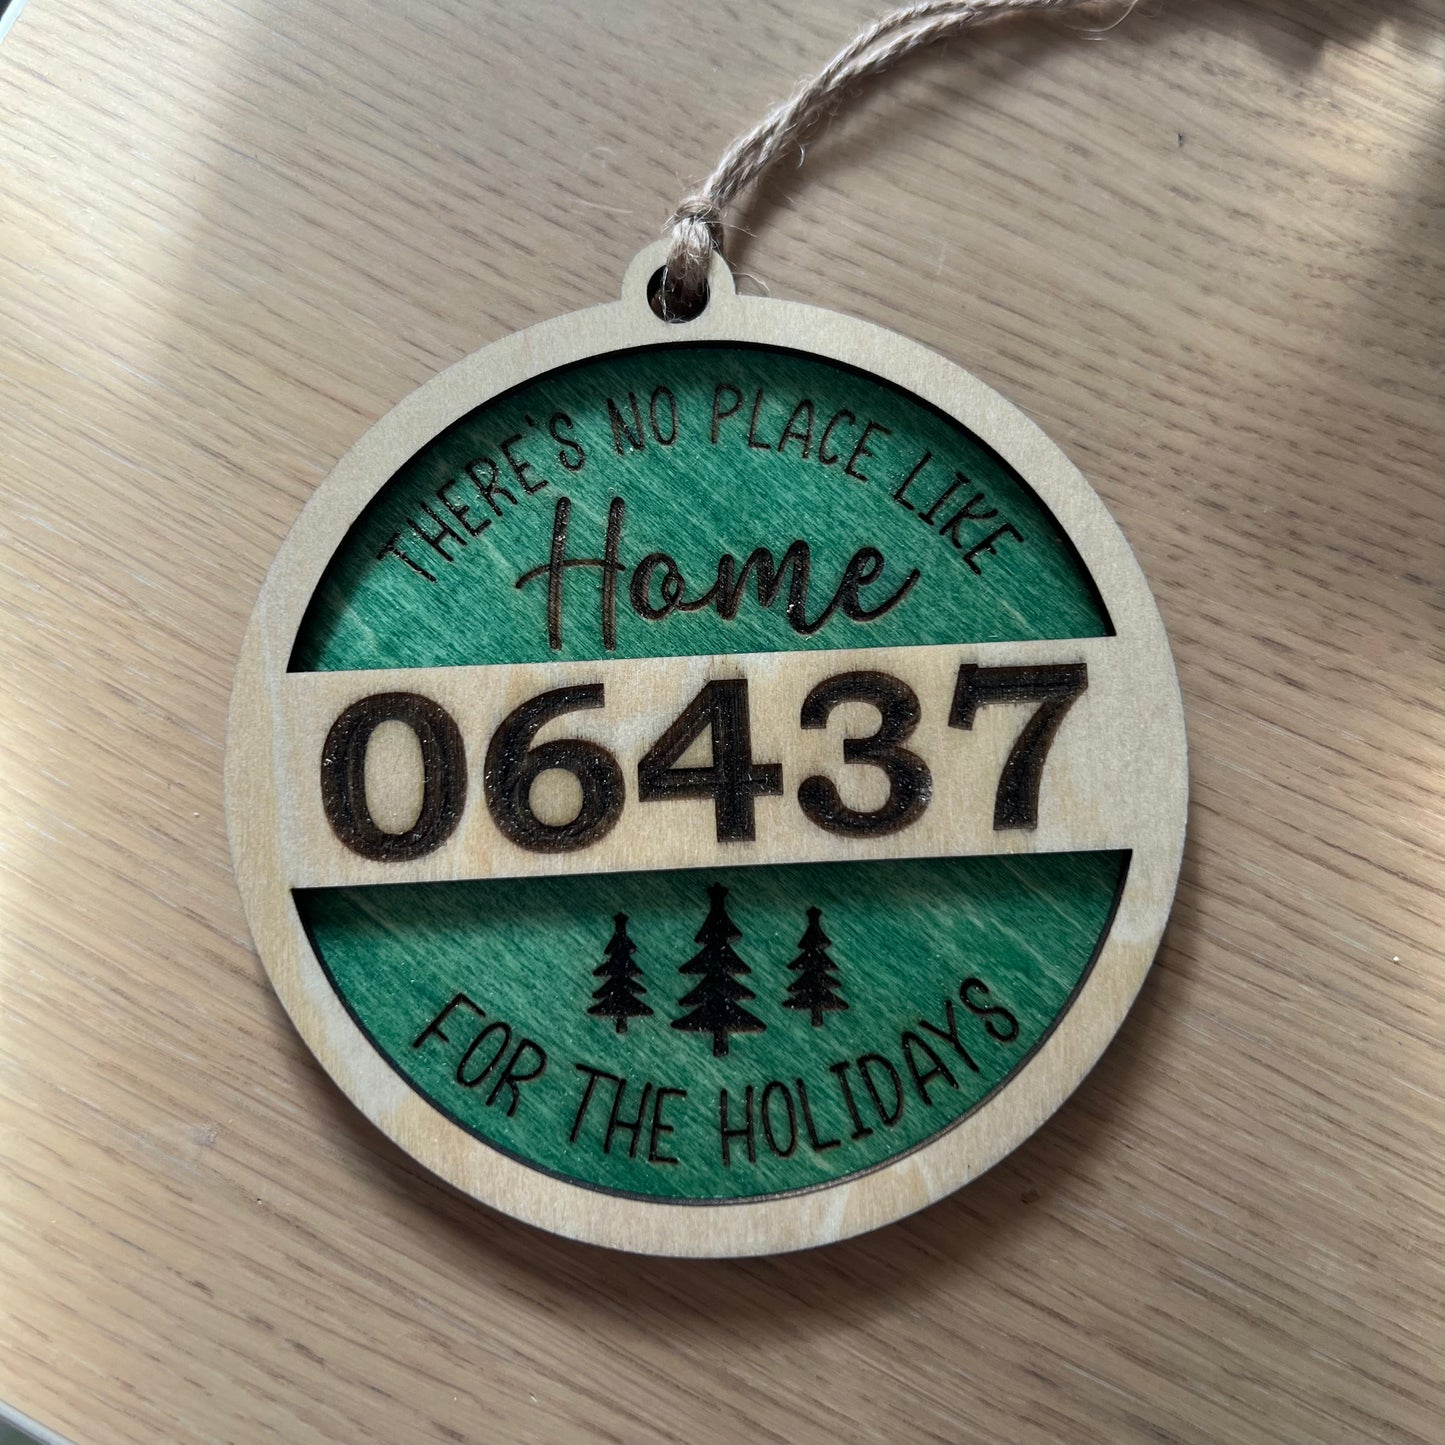 THERE'S NO PLACE LIKE
Home
06437
FOR THE HOLIDAYS